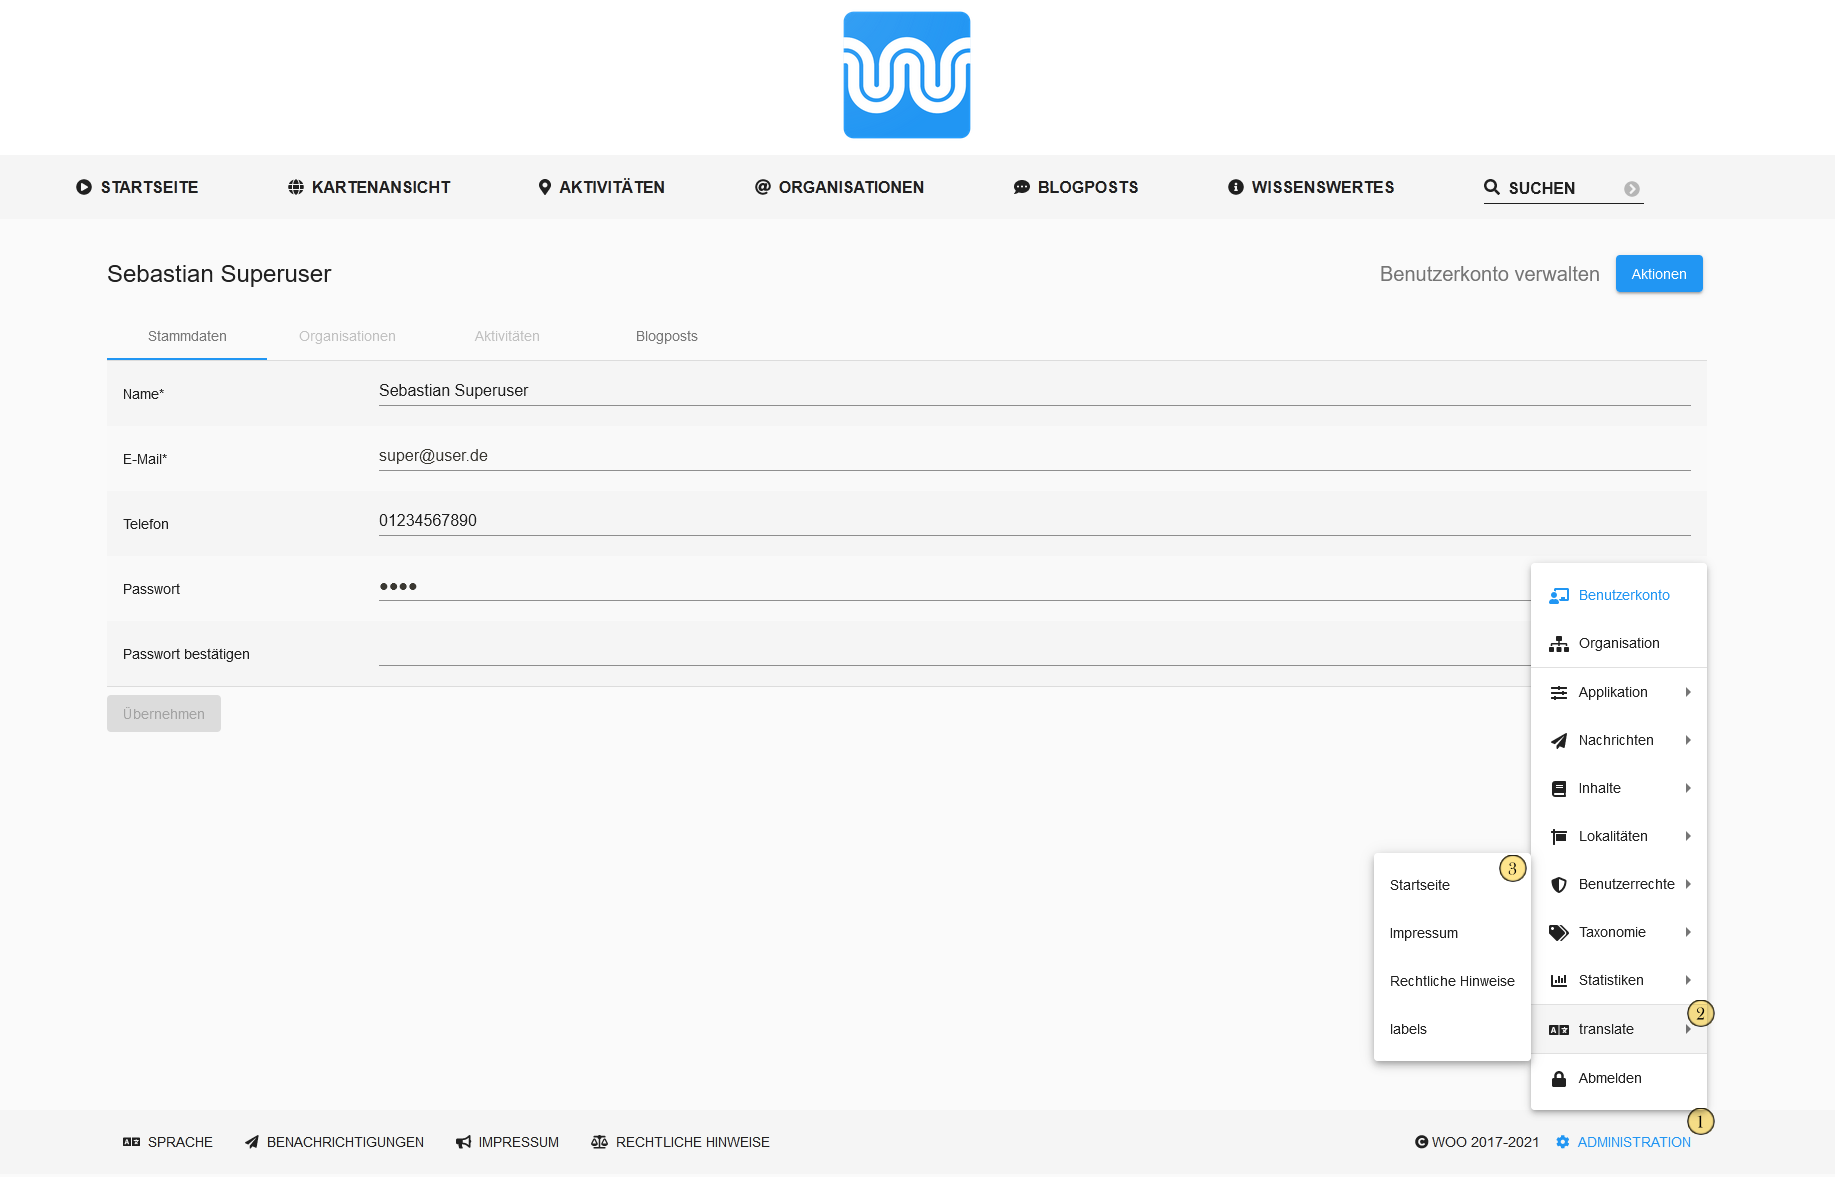 STARTSEITE KARTENANSICHT AKTIVITÄTEN ORGANISATIONEN BLOGPOSTS WISSENSWERTES SUCHEN
Sebastian Superuser
Benutzerkonto verwalten Aktionen
Stammdaten Organisationen Aktivitäten Blogposts
Name* Sebastian Superuser
E-Mail* super@user.de
Telefon 01234567890
Passwort ••••
Passwort bestätigen
Übernehmen
Benutzerkonto
Organisation
Applikation
Nachrichten
Inhalte
Lokalitäten
Benutzerrechte
Taxonomie
Statistiken
2
translate
Abmelden
3
Startseite
Impressum
Rechtliche Hinweise
labels
1
SPRACHE BENACHRICHTIGUNGEN IMPRESSUM RECHTLICHE HINWEISE
WOO 2017-2021 ADMINISTRATION